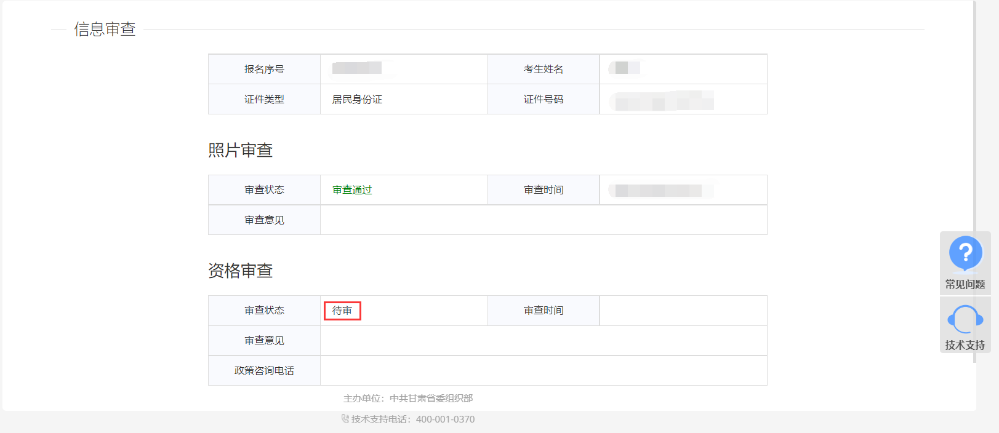 信息审查
报名序号 考生姓名
证件类型 居民身份证 证件号码
照片审查
审查状态 审查通过 审查时间
审查意见
资格审查
审查状态 待审 审查时间
审查意见
政策咨询电话
常见问题
技术支持
主办单位：中共甘肃省委组织部
技术支持电话：400-001-0370